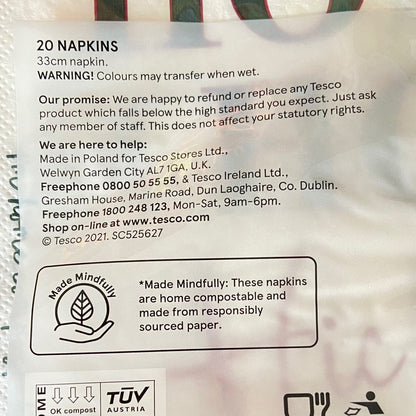 20 NAPKINS
33cm napkin.
WARNING! Colours may transfer when wet.
Our promise: We are happy to refund or replace any Tesco
product which falls below the high standard you expect. Just ask
any member of staff. This does not affect your statutory rights.
We are here to help:
Made in Poland for Tesco Stores Ltd.,
Welwyn Garden City AL7 1GA, U.K.
Freephone 0800 50 55 55, & Tesco Ireland Ltd.,
Gresham House, Marine Road, Dun Laoghaire, Co. Dublin.
Freephone 1800 248 123, Mon-Sat, 9am-6pm.
Shop on-line at www.tesco.com
© Tesco 2021. SC525627
Made Mindfully
*Made Mindfully: These napkins
are home compostable and
made from responsibly
sourced paper.
OK compost
TÜV
AUSTRIA